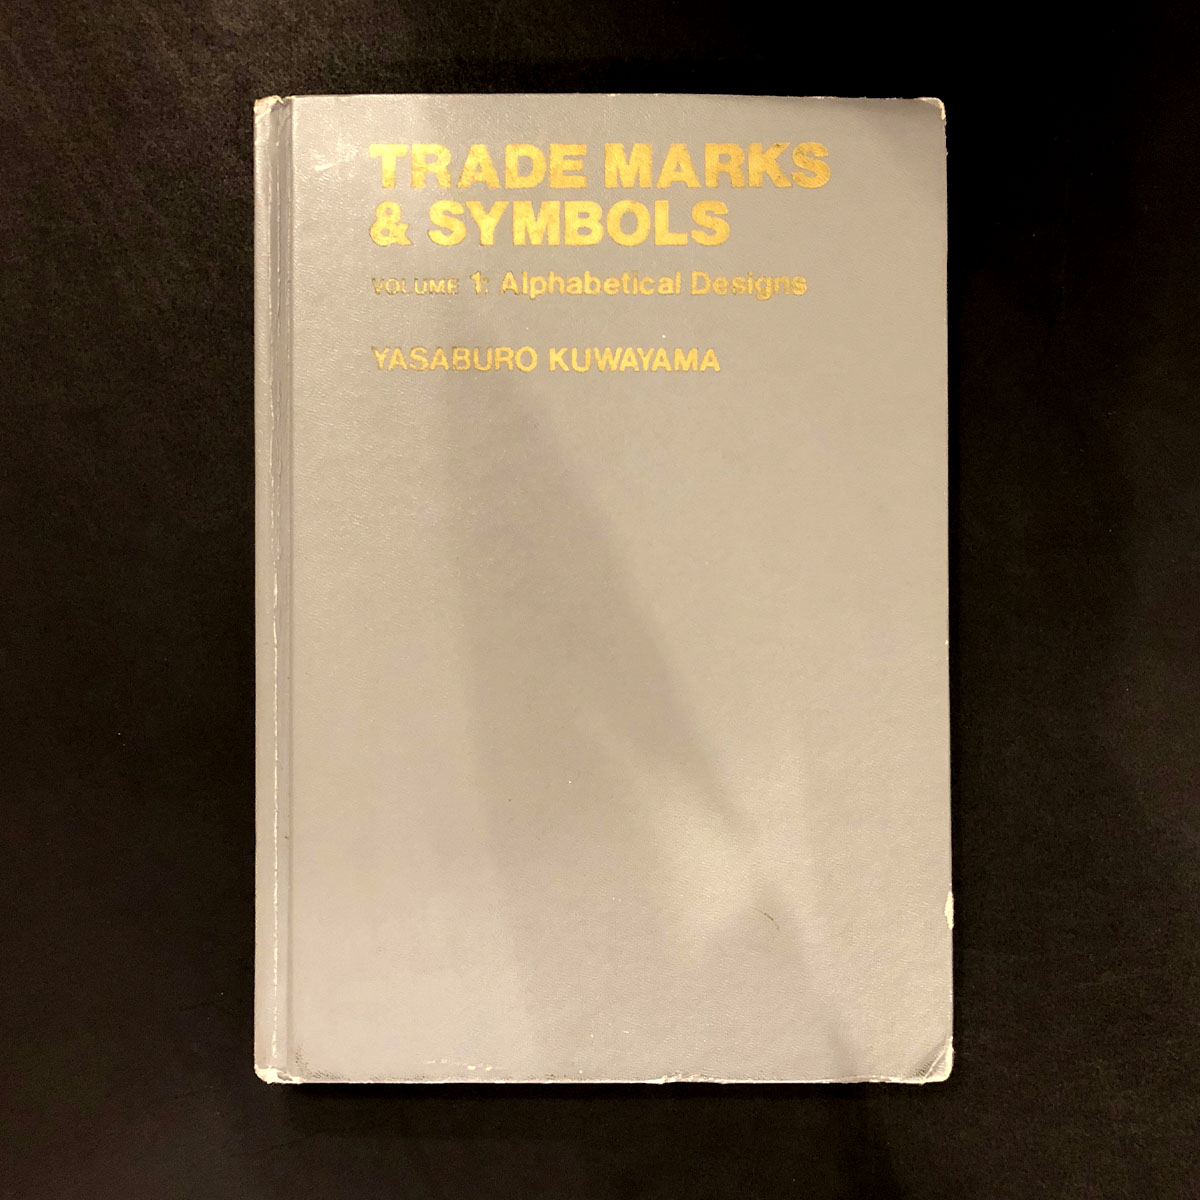 TRADE MARKS
& SYMBOLS
VOLUME 1: Alphabetical Designs
YASABURO KUWAYAMA